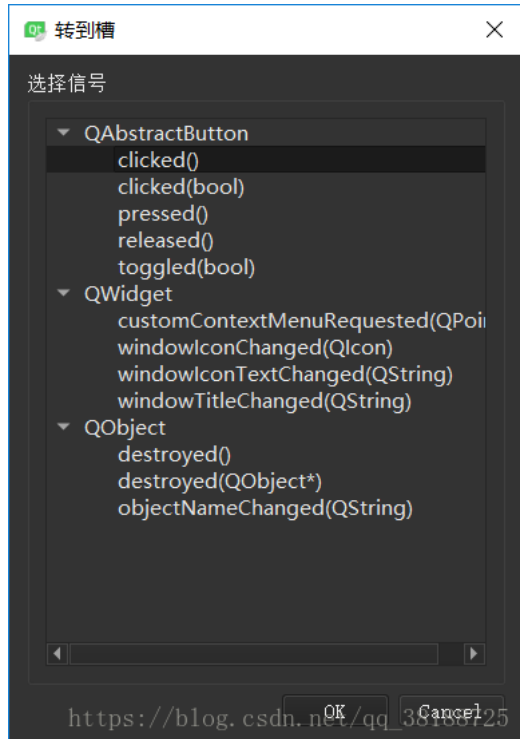 转到槽
选择信号
QAbstractButton
clicked()
clicked(bool)
pressed()
released()
toggled(bool)
QWidget
customContextMenuRequested(QPoi
windowIconChanged(QIcon)
windowIconTextChanged(QString)
windowTitleChanged(QString)
QObject
destroyed()
destroyed(QObject*)
objectNameChanged(QString)
OK Cancel
https://blog.csdn.net/qq_38188725